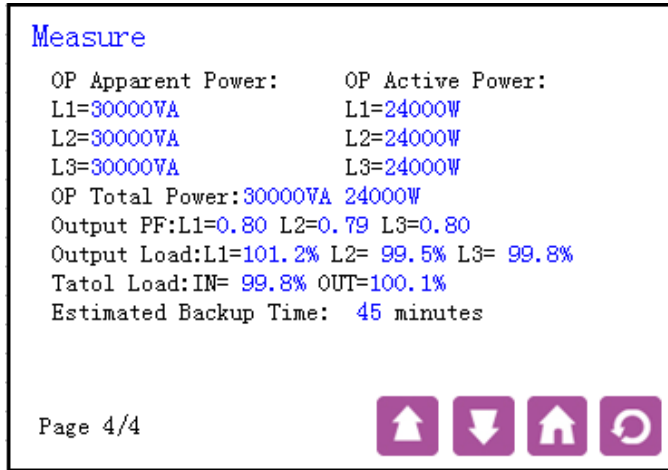 Measure
OP Apparent Power: OP Active Power:
L1=30000VA L1=24000W
L2=30000VA L2=24000W
L3=30000VA L3=24000W
OP Total Power:30000VA 24000W
Output PF:L1=0.80 L2=0.79 L3=0.80
Output Load:L1=101.2% L2= 99.5% L3= 99.8%
Tatol Load:IN= 99.8% OUT=100.1%
Estimated Backup Time: 45 minutes
Page 4/4